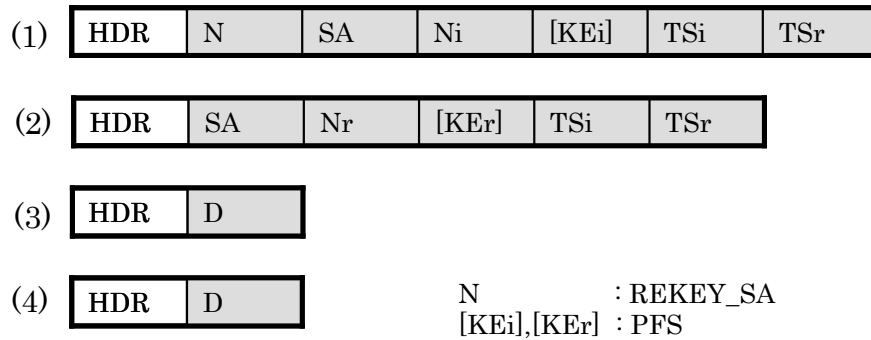 (1) HDR N SA Ni [KEi] TSi TSr
(2) HDR SA Nr [KEr] TSi TSr
(3) HDR D
(4) HDR D
N : REKEY_SA
[KEi],[KEr] : PFS